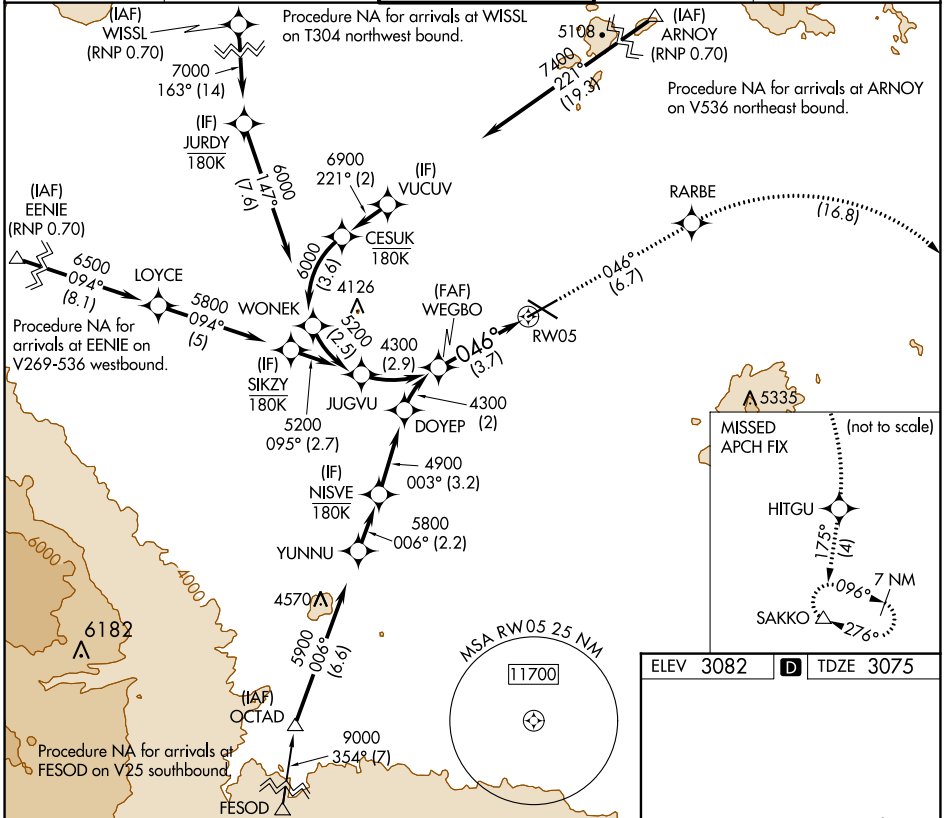 (IAF)
WISSL
(RNP 0.70)
Procedure NA for arrivals at WISSL
on T304 northwest bound.
7000
163° (14)
(IF)
JURDY
180K
6000
147°
(7.6)
5108
(IAF)
ARNOY
(RNP 0.70)
7400
221°
(19.3)
Procedure NA for arrivals at ARNOY
on V536 northeast bound.
6900
221° (2)
(IF)
VUCUV
CESUK
180K
6000
(3.6)
RARBE
(16.8)
046°
(6.7)
(IAF)
EENIE
(RNP 0.70)
6500
094°
(8.1)
LOYCE
5800
094°
(5)
Procedure NA for
arrivals at EENIE on
V269-536 westbound.
WONEK
4126
5200
(2.5)
(FAF)
WEGBO
4300
(2.9)
046°
(3.7)
RW05
(IF)
SIKZY
180K
5200
095° (2.7)
JUGVU
4300
(2)
DOYEP
4900
003° (3.2)
(IF)
NISVE
180K
5800
006° (2.2)
YUNNU
4570
5900
006°
(6.6)
6000
4000
6182
(IAF)
OCTAD
9000
354° (7)
Procedure NA for arrivals at
FESOD on V25 southbound.
FESOD
MSA RW05 25 NM
11700
5335
MISSED
APCH FIX
(not to scale)
HITGU
175°
(4)
096°
7 NM
SAKKO
276°
ELEV 3082
D
TDZE 3075